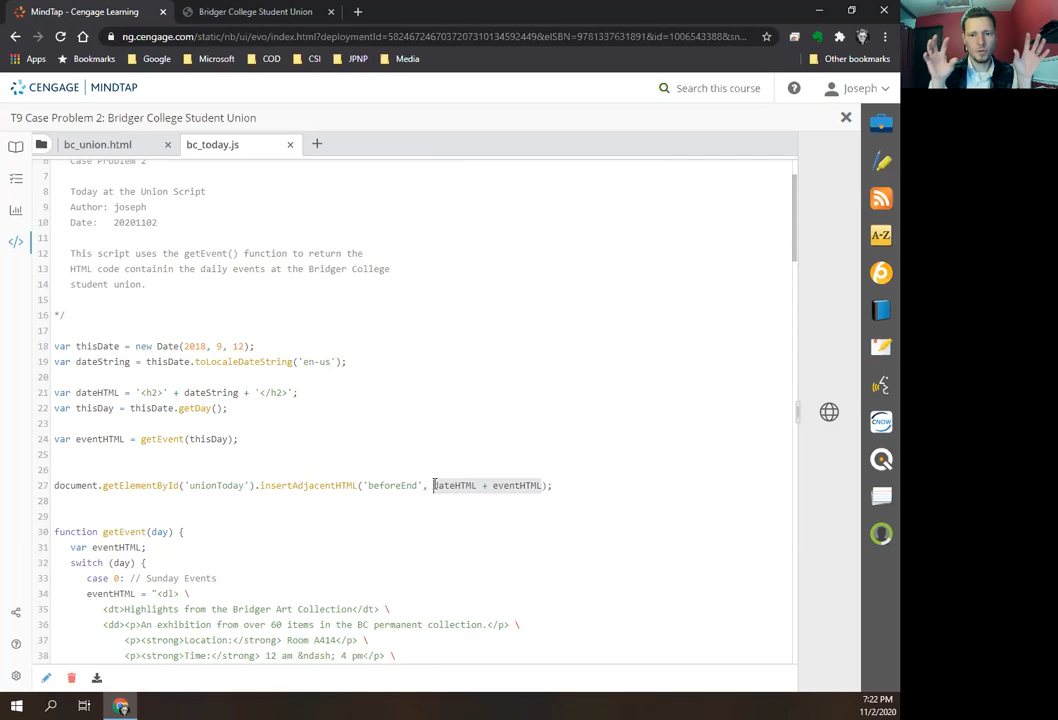 MindTap - Cengage Learning
Bridger College Student Union
ng.cengage.com/static/nb/ui/evo/index.html?deploymentId=5824672467037207310134592449&eISBN=9781337631891&id=1006543388&sn...
Apps
Bookmarks
Google
Microsoft
COD
CSI
JPNP
Media
Other bookmarks
CENGAGE | MINDTAP
Search this course
Joseph
T9 Case Problem 2: Bridger College Student Union
bc_union.html
bc_today.js
6 Case Problem 2
7
8 Today at the Union Script
9 Author: joseph
10 Date: 20201102
11
12 This script uses the getEvent() function to return the
13 HTML code containin the daily events at the Bridger College
14 student union.
15
16 */
17
18 var thisDate = new Date(2018, 9, 12);
19 var dateString = thisDate.toLocaleDateString('en-us');
20
21 var dateHTML = '<h2>' + dateString + '</h2>';
22 var thisDay = thisDate.getDay();
23
24 var eventHTML = getEvent(thisDay);
25
26
27 document.getElementById('unionToday').insertAdjacentHTML('beforeEnd', dateHTML + eventHTML);
28
29
30 function getEvent(day) {
31 var eventHTML;
32 switch (day) {
33 case 0: // Sunday Events
34 eventHTML = "<dl> \
35 <dt>Highlights from the Bridger Art Collection</dt> \
36 <dd><p>An exhibition from over 60 items in the BC permanent collection.</p> \
37 <p><strong>Location:</strong> Room A414</p> \
38 <p><strong>Time:</strong> 12 am &ndash; 4 pm</p> \
A-Z
CNOW
7:22 PM
11/2/2020